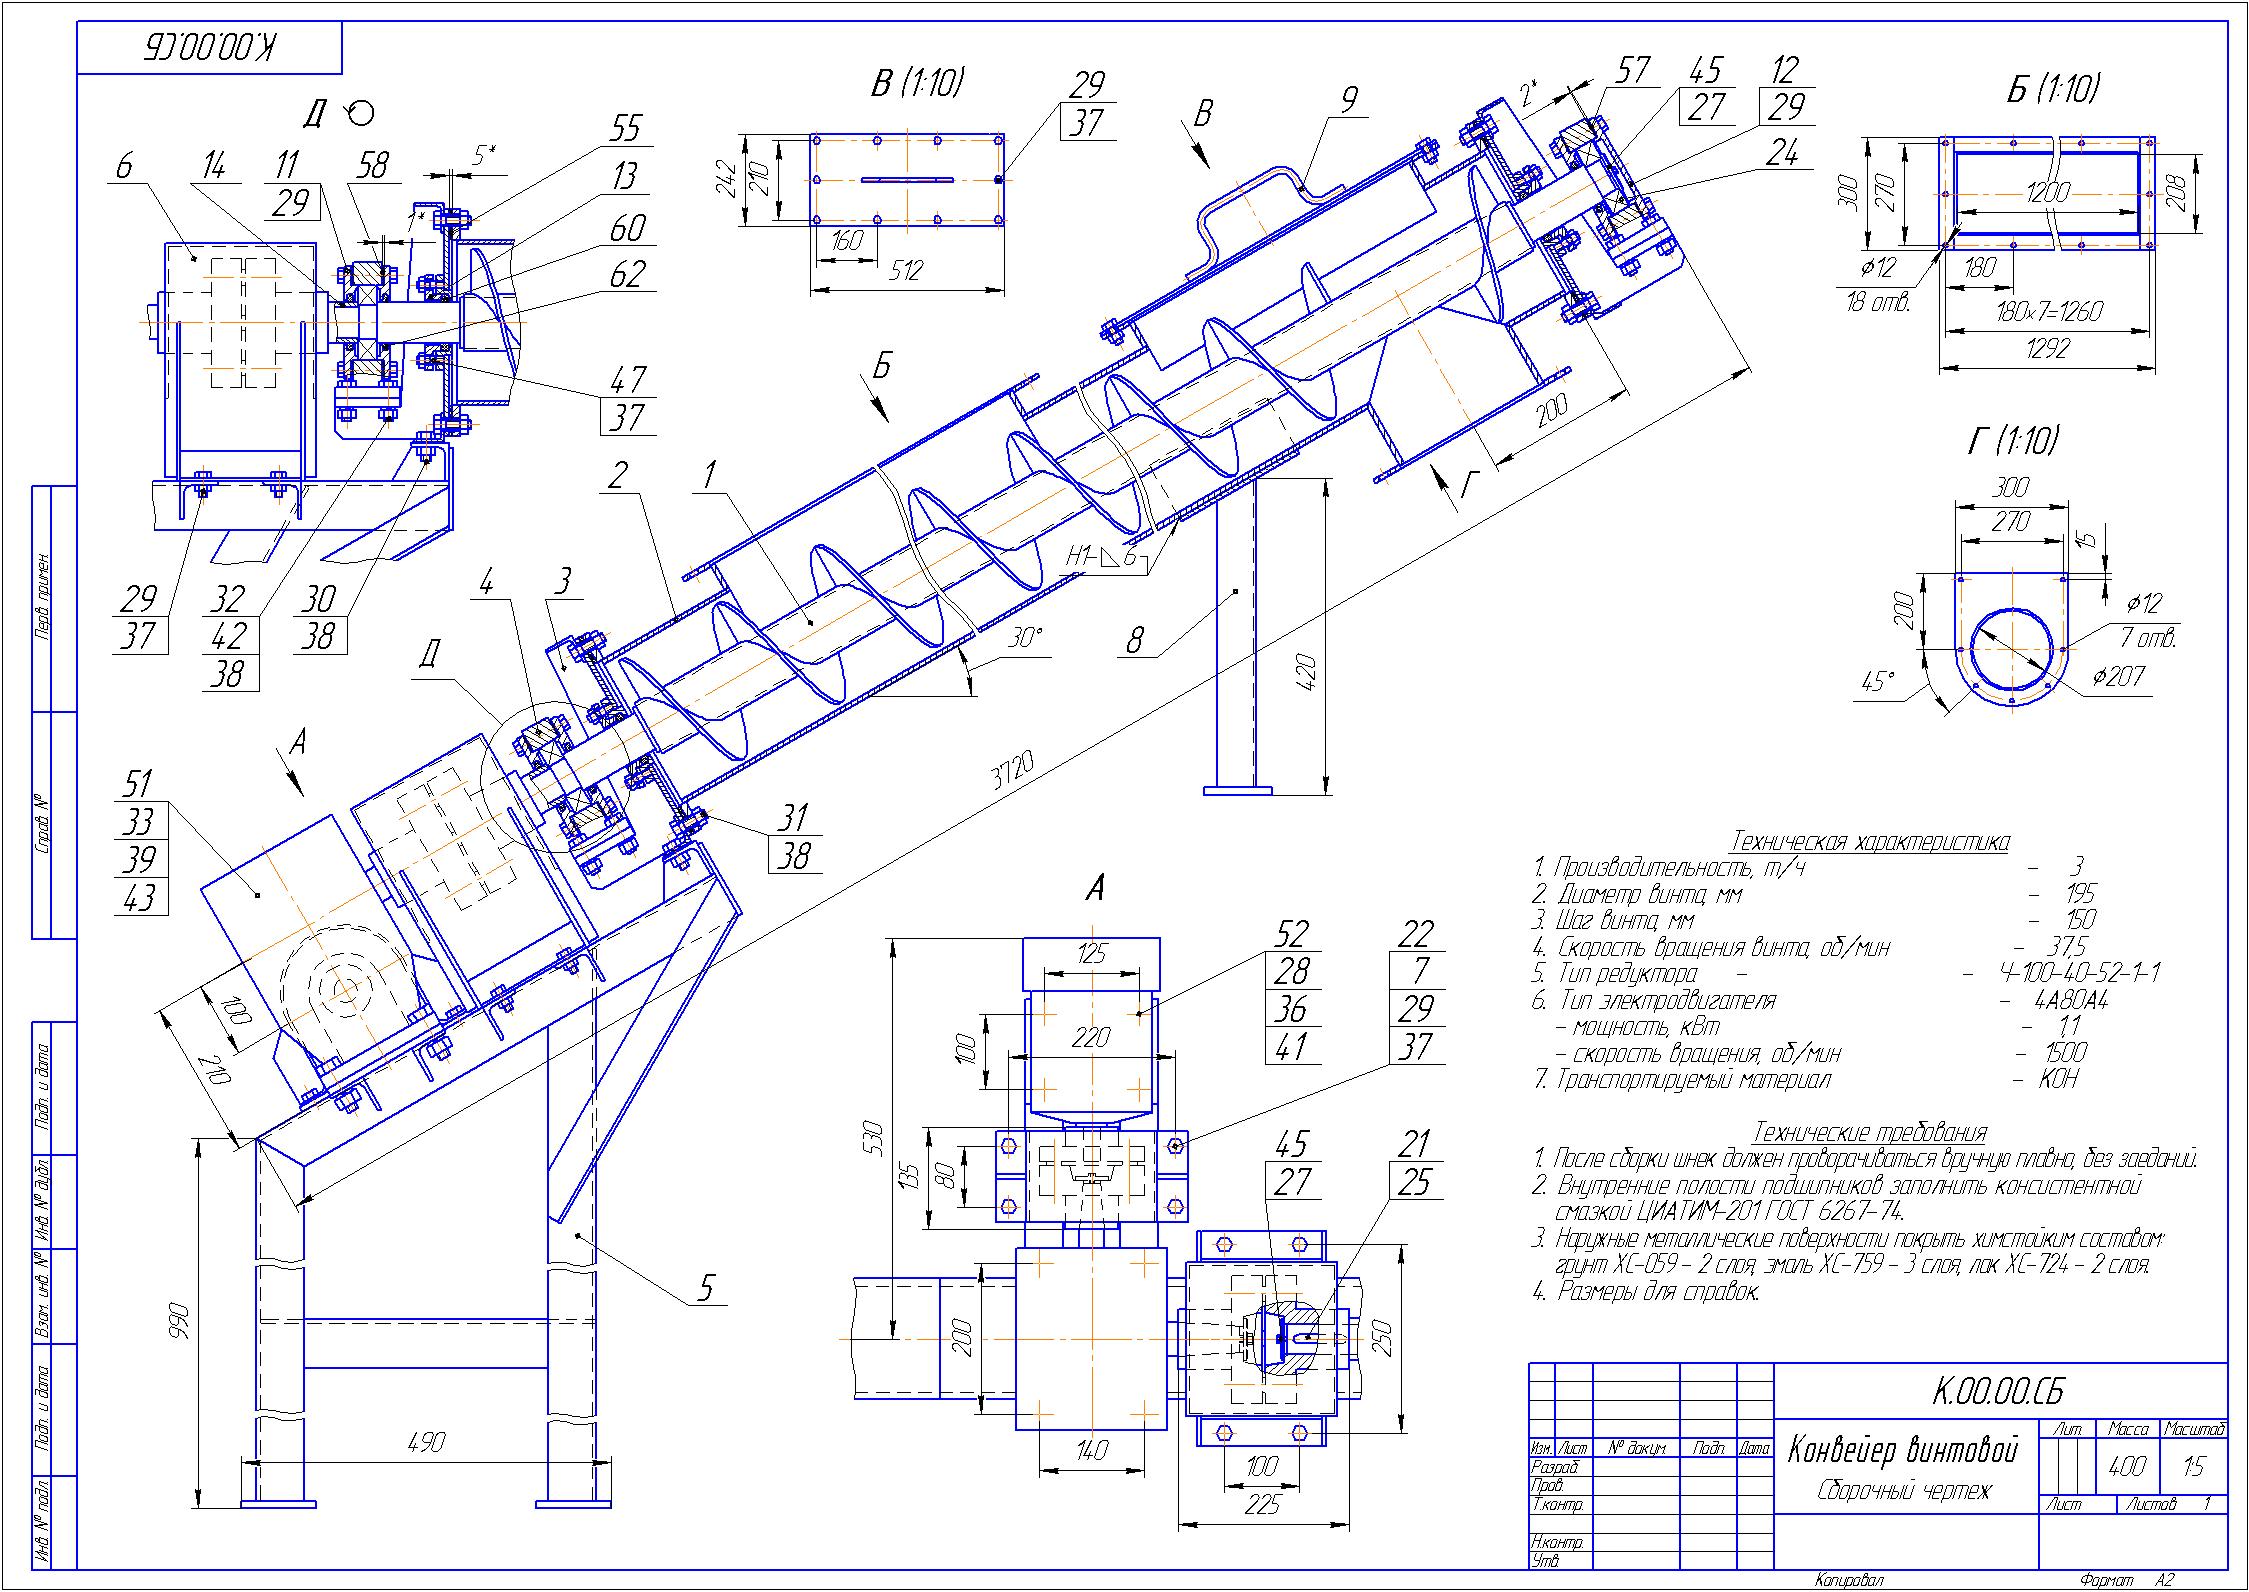 К.00.00.СБ
Д
В (1:10)
29
37
242
210
160
512
В
9
2*
57
45
27
12
29
24
Б (1:10)
300
270
1200
208
⌀12
18 отв.
180
180×7=1260
1292
6
14
11
29
58
1*
5*
55
13
60
62
47
37
29
37
32
42
38
30
38
Б
2
1
4
3
Д
Н1-◺6
30°
8
420
200
Г
3720
Г (1:10)
300
270
15
200
⌀12
7 отв.
⌀207
45°
А
51
33
39
43
31
38
100
210
990
490
5
А
125
100
220
530
135
80
200
140
52
28
36
41
22
7
29
37
45
27
21
25
250
100
225
Техническая характеристика
1. Производительность, т/ч – 3
2. Диаметр винта, мм – 195
3. Шаг винта, мм – 150
4. Скорость вращения винта, об/мин – 37,5
5. Тип редуктора – – Ч-100-40-52-1-1
6. Тип электродвигателя – 4А80А4
– мощность, кВт – 1,1
– скорость вращения, об/мин – 1500
7. Транспортируемый материал – КОН
Технические требования
1. После сборки шнек должен проворачиваться вручную плавно, без заеданий.
2. Внутренние полости подшипников заполнить консистентной
смазкой ЦИАТИМ-201 ГОСТ 6267-74.
3. Наружные металлические поверхности покрыть химстойким составом:
грунт ХС-059 – 2 слоя, эмаль ХС-759 – 3 слоя, лак ХС-724 – 2 слоя.
4. Размеры для справок.
К.00.00.СБ
Конвейер винтовой
Сборочный чертеж
Лит. Масса Масштаб
400 1:5
Лист Листов 1
Изм. Лист № докум. Подп. Дата
Разраб.
Пров.
Т.контр.
Н.контр.
Утв.
Копировал Формат А2
Перв. примен.
Справ. №
Подп. и дата
Инв. № дубл.
Взам. инв. №
Подп. и дата
Инв. № подл.